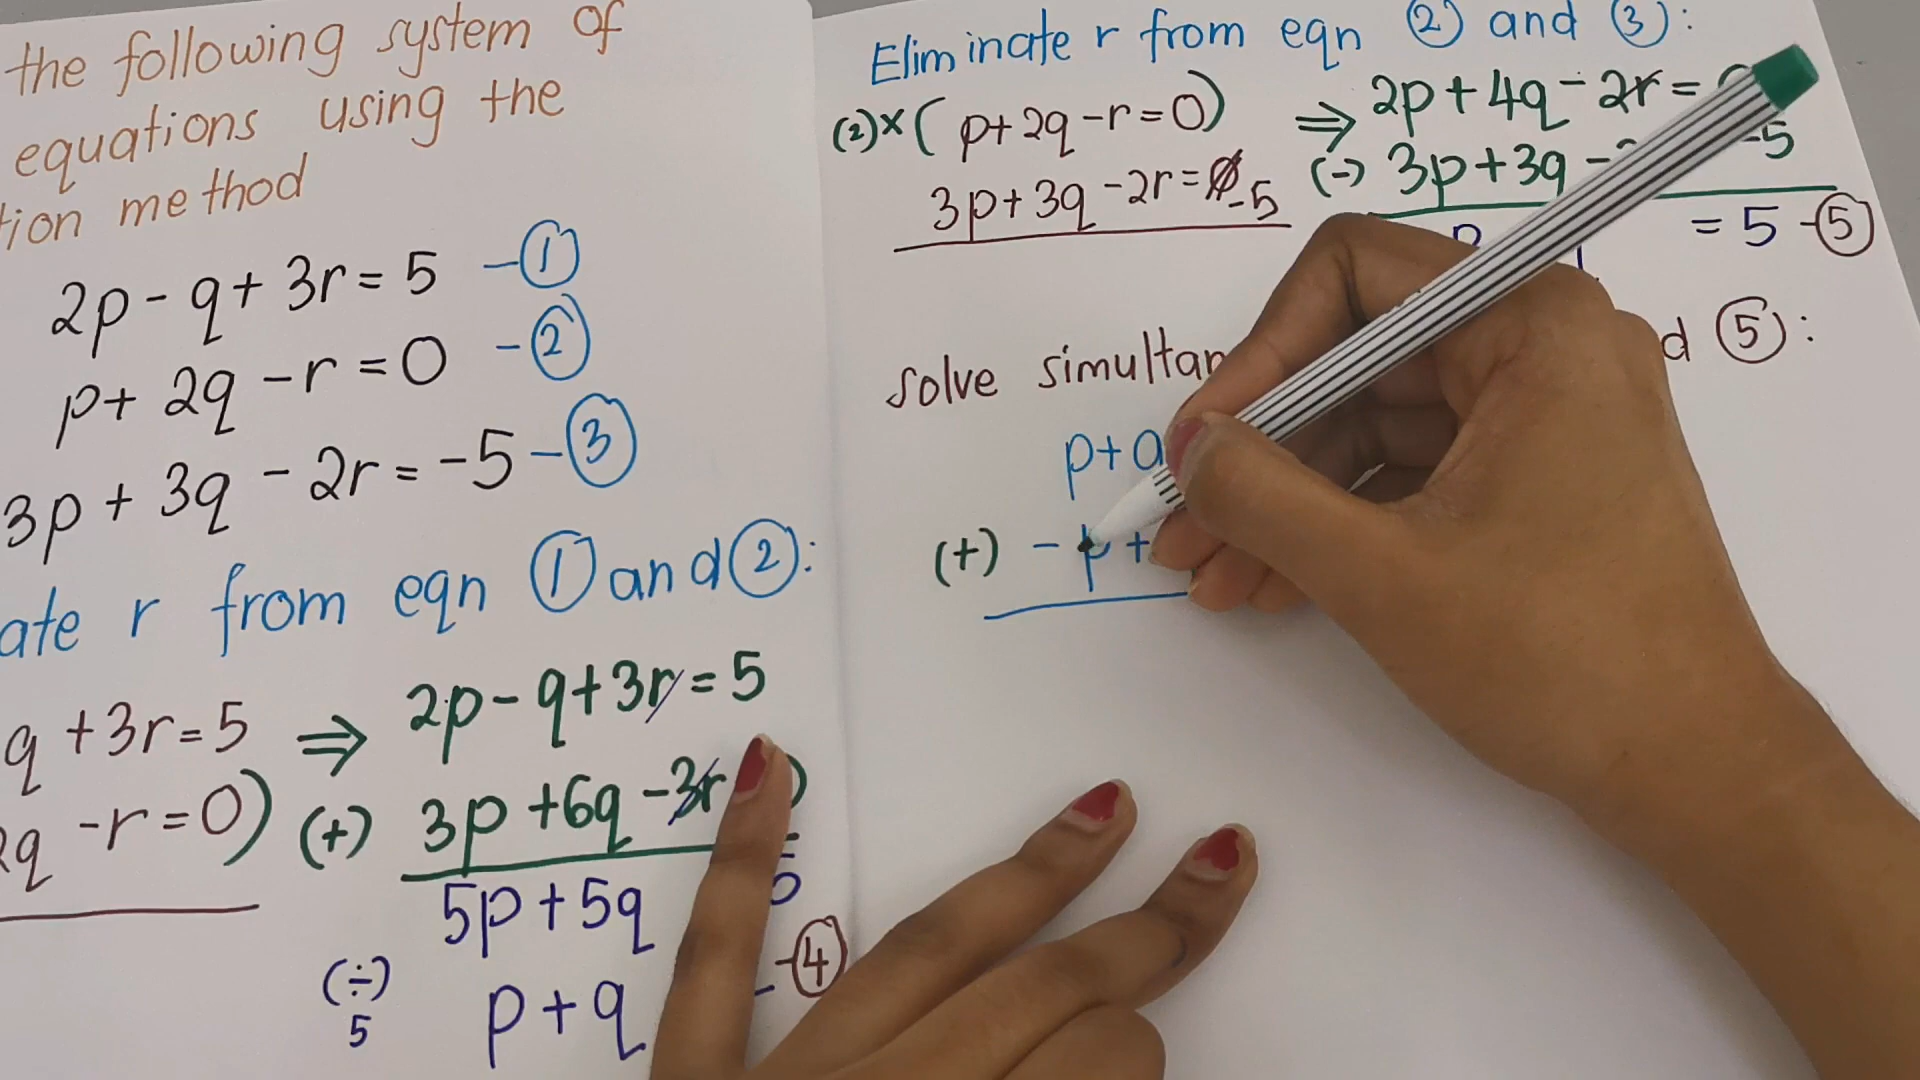 the following system of
equations using the
tion method
2p - q + 3r = 5 - ①
p + 2q - r = 0 - ②
3p + 3q - 2r = -5 - ③
ate r from eqn ① and ② :
q + 3r = 5 ⇒ 2p - q + 3r = 5
2q - r = 0) (+) 3p + 6q - 3r
5p + 5q 5
(÷) 5 p + q - ④
Eliminate r from eqn ② and ③ :
(2)× (p + 2q - r = 0) ⇒ 2p + 4q - 2r =
3p + 3q - 2r = -5 (-) 3p + 3q - -5
= 5 - ⑤
solve simultan d ⑤ :
p +
(+) - p +